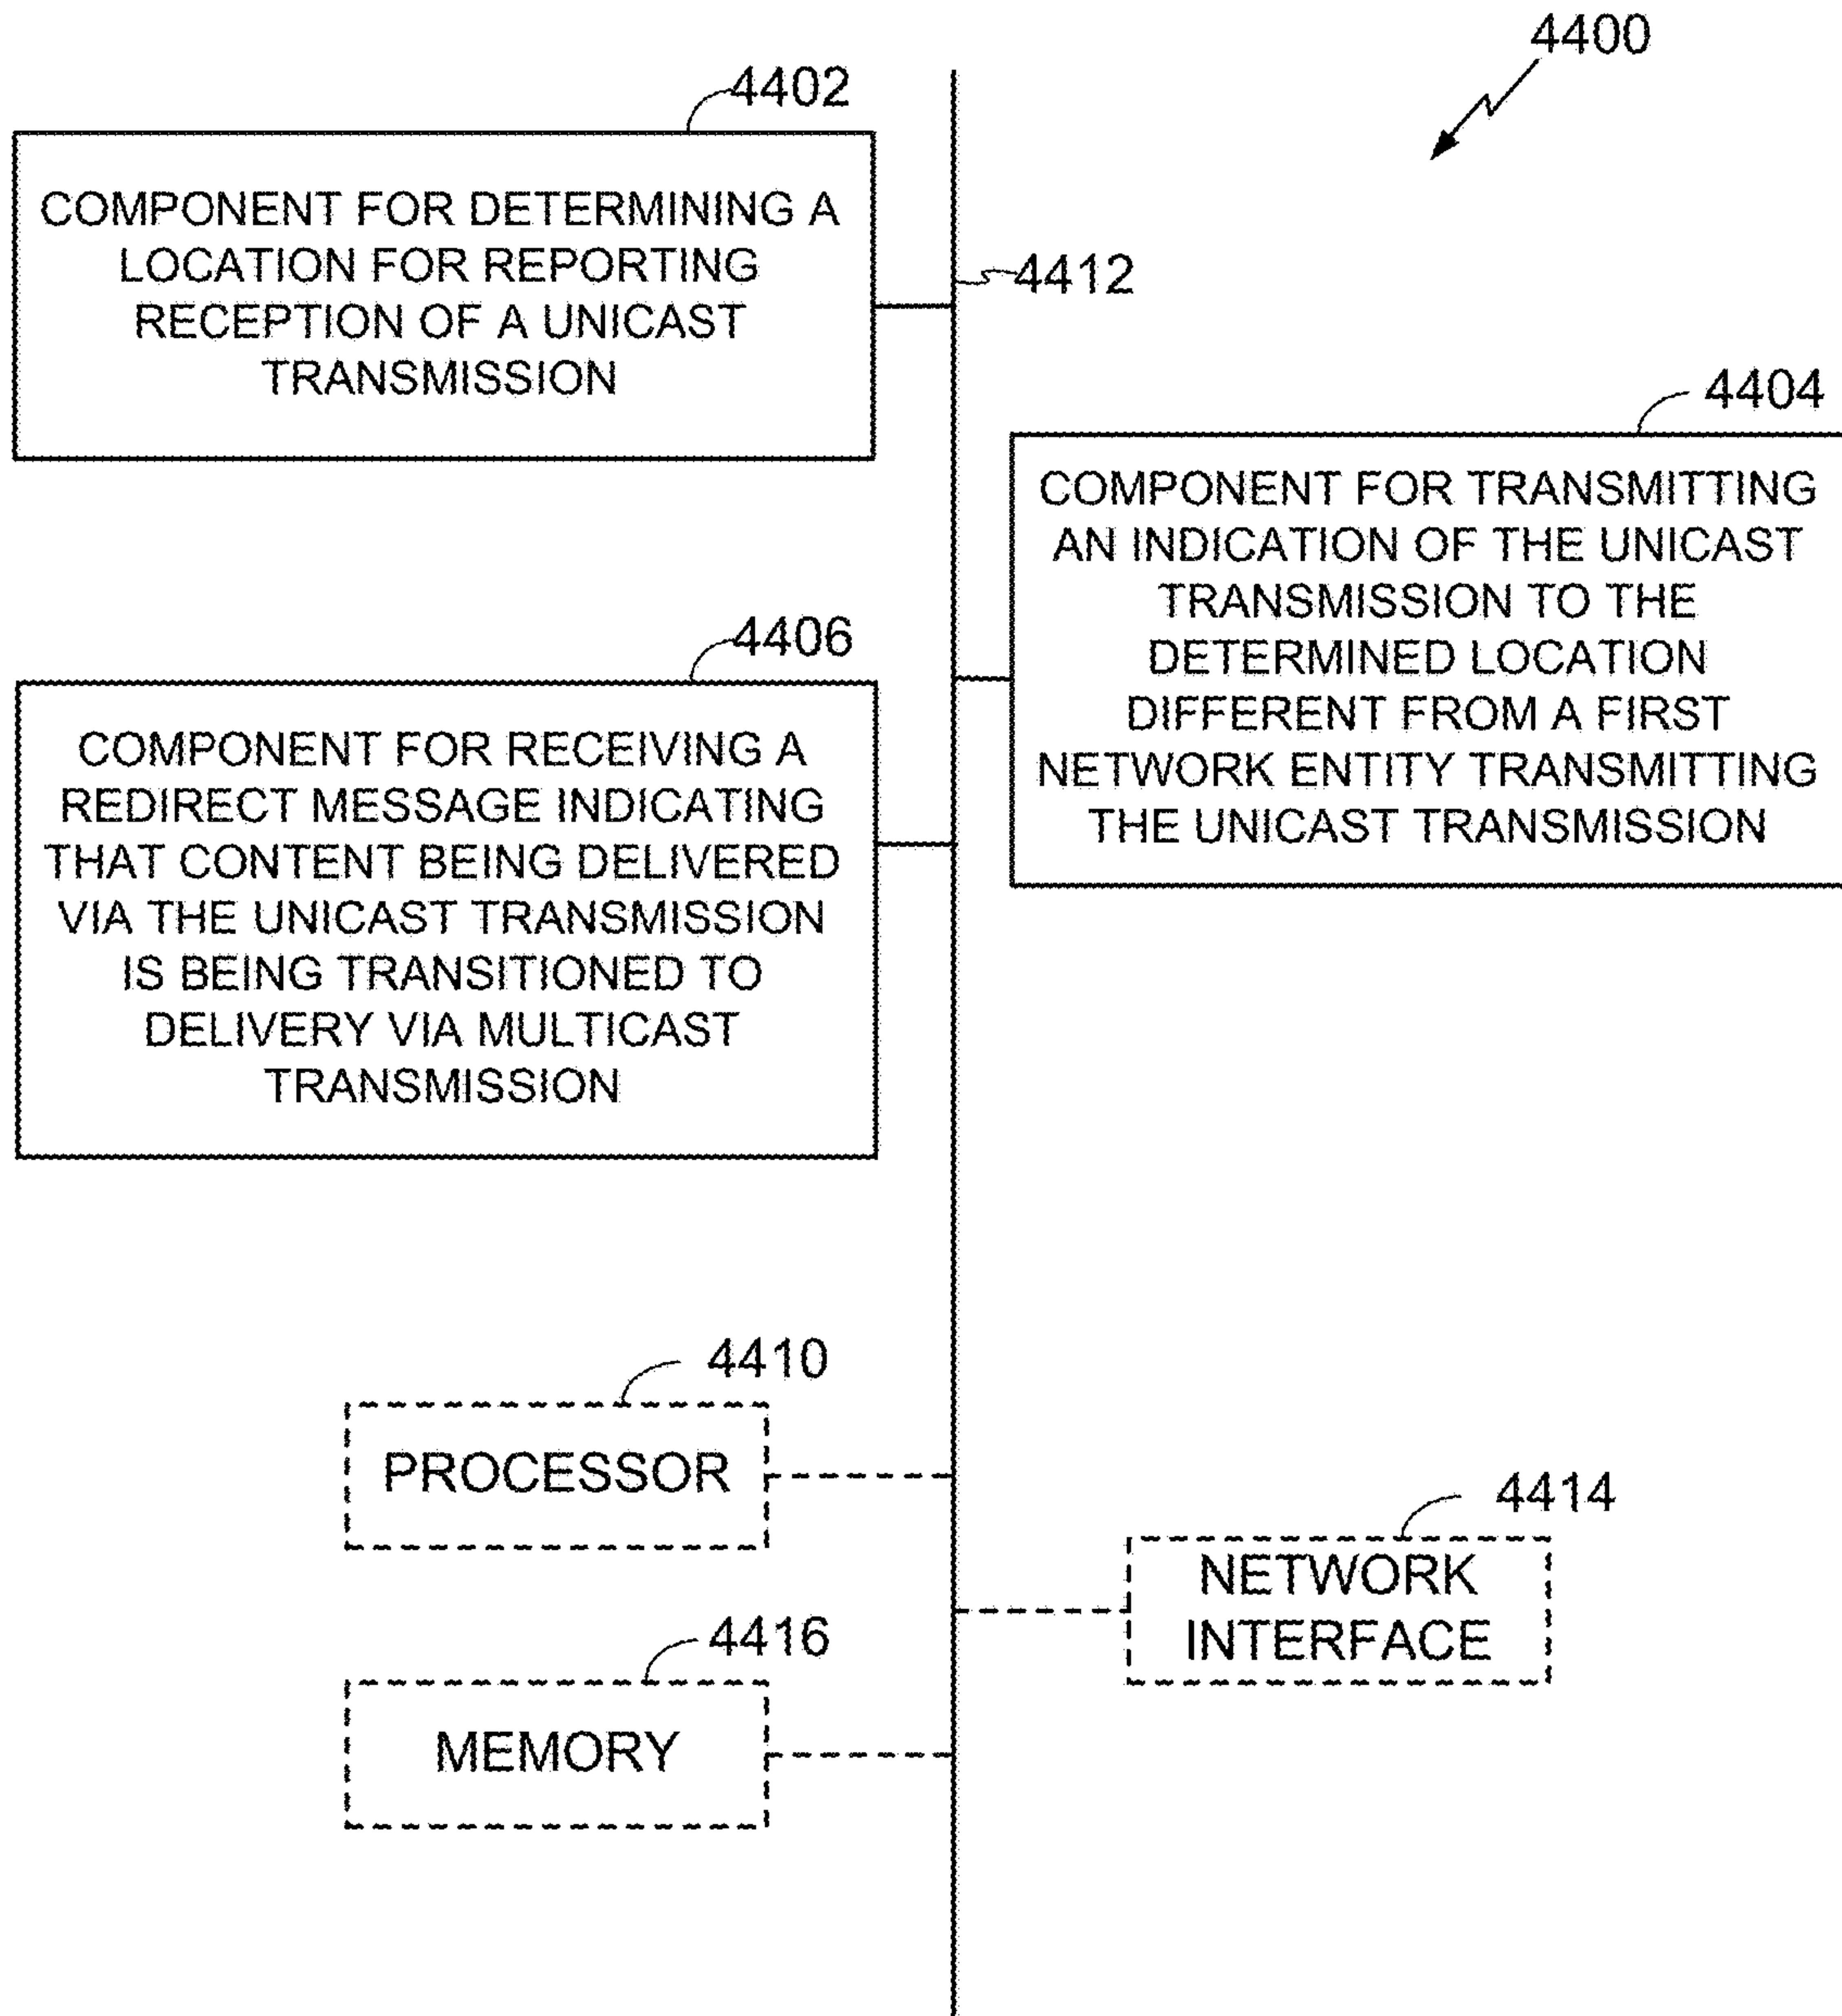 4400
4402
COMPONENT FOR DETERMINING A
LOCATION FOR REPORTING
RECEPTION OF A UNICAST
TRANSMISSION
4412
4404
COMPONENT FOR TRANSMITTING
AN INDICATION OF THE UNICAST
TRANSMISSION TO THE
DETERMINED LOCATION
DIFFERENT FROM A FIRST
NETWORK ENTITY TRANSMITTING
THE UNICAST TRANSMISSION
4406
COMPONENT FOR RECEIVING A
REDIRECT MESSAGE INDICATING
THAT CONTENT BEING DELIVERED
VIA THE UNICAST TRANSMISSION
IS BEING TRANSITIONED TO
DELIVERY VIA MULTICAST
TRANSMISSION
4410
PROCESSOR
4414
NETWORK
INTERFACE
4416
MEMORY